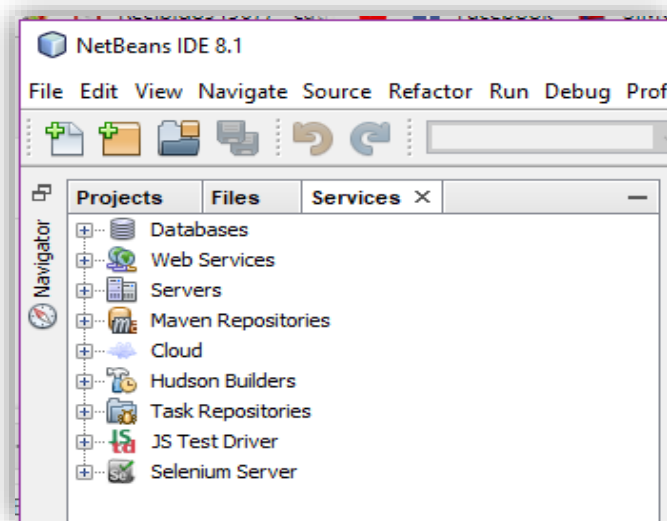 NetBeans IDE 8.1
File Edit View Navigate Source Refactor Run Debug Prof
Projects Files Services
Navigator
Databases
Web Services
Servers
Maven Repositories
Cloud
Hudson Builders
Task Repositories
JS Test Driver
Selenium Server